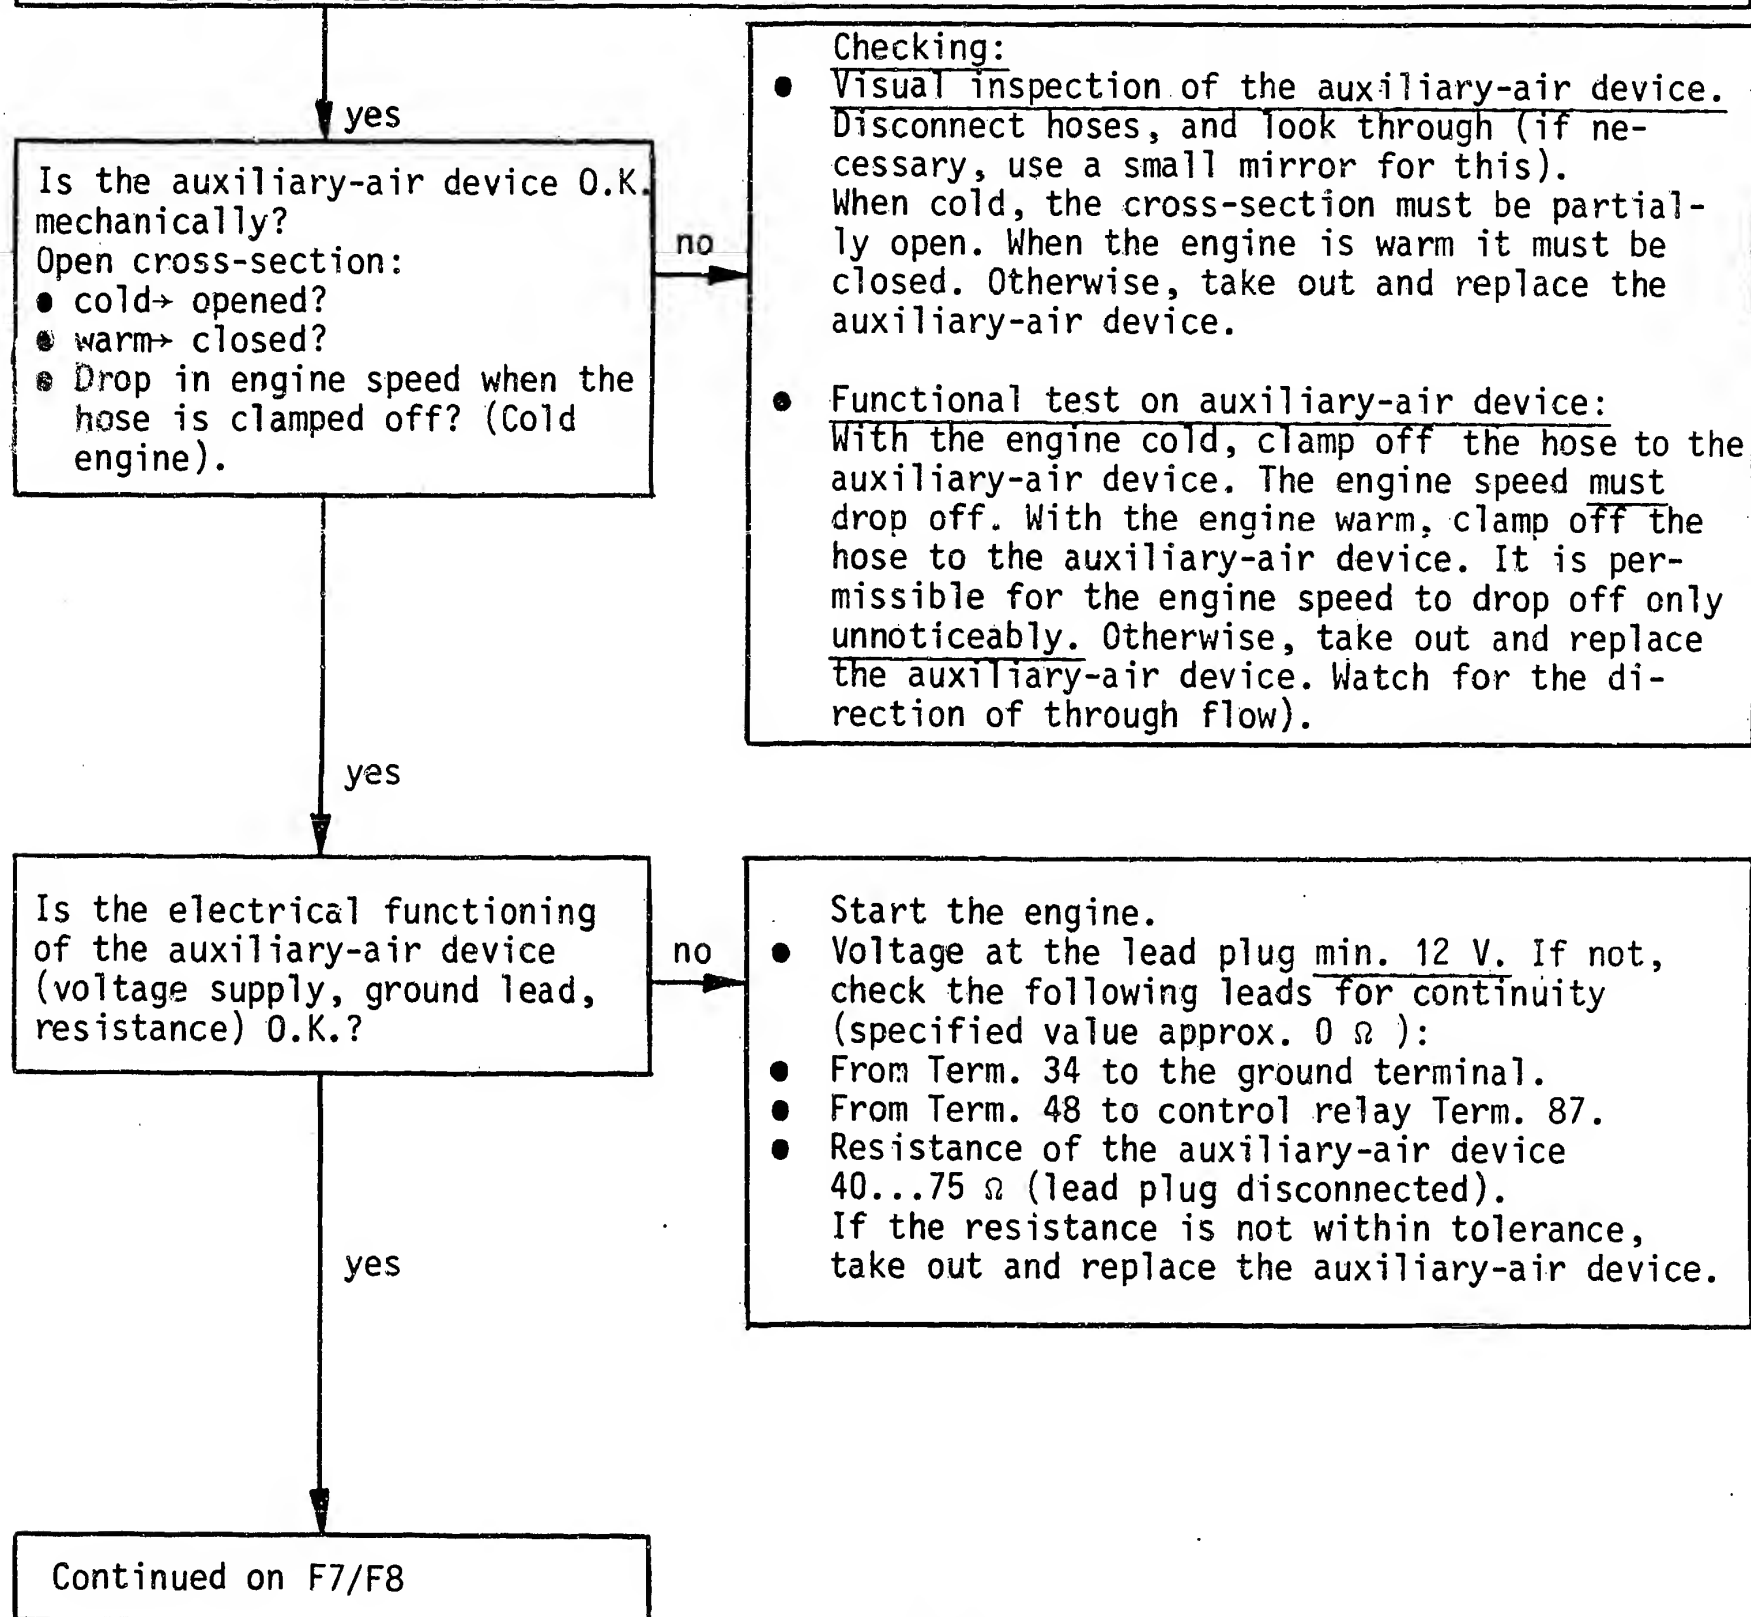 yes
Is the auxiliary-air device O.K.
mechanically?
Open cross-section:
● cold→ opened?
● warm→ closed?
● Drop in engine speed when the
hose is clamped off? (Cold
engine).
no
Checking:
● Visual inspection of the auxiliary-air device.
Disconnect hoses, and look through (if ne-
cessary, use a small mirror for this).
When cold, the cross-section must be partial-
ly open. When the engine is warm it must be
closed. Otherwise, take out and replace the
auxiliary-air device.
● Functional test on auxiliary-air device:
With the engine cold, clamp off the hose to the
auxiliary-air device. The engine speed must
drop off. With the engine warm, clamp off the
hose to the auxiliary-air device. It is per-
missible for the engine speed to drop off only
unnoticeably. Otherwise, take out and replace
the auxiliary-air device. Watch for the di-
rection of through flow).
yes
Is the electrical functioning
of the auxiliary-air device
(voltage supply, ground lead,
resistance) O.K.?
no
Start the engine.
● Voltage at the lead plug min. 12 V. If not,
check the following leads for continuity
(specified value approx. 0 Ω ):
● From Term. 34 to the ground terminal.
● From Term. 48 to control relay Term. 87.
● Resistance of the auxiliary-air device
40...75 Ω (lead plug disconnected).
If the resistance is not within tolerance,
take out and replace the auxiliary-air device.
yes
Continued on F7/F8